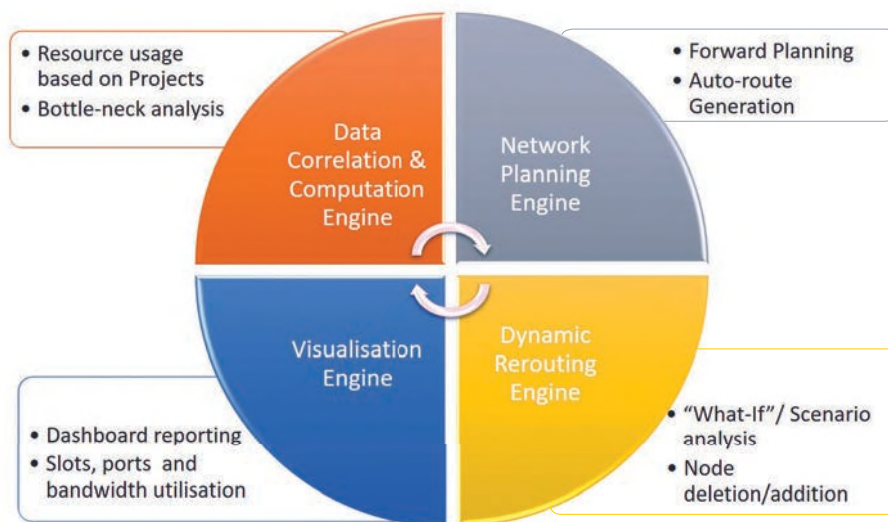 • Resource usage
based on Projects
• Bottle-neck analysis
Data
Correlation &
Computation
Engine
Network
Planning
Engine
• Forward Planning
• Auto-route
Generation
Visualisation
Engine
Dynamic
Rerouting
Engine
• Dashboard reporting
• Slots, ports and
bandwidth utilisation
• “What-If”/ Scenario
analysis
• Node
deletion/addition